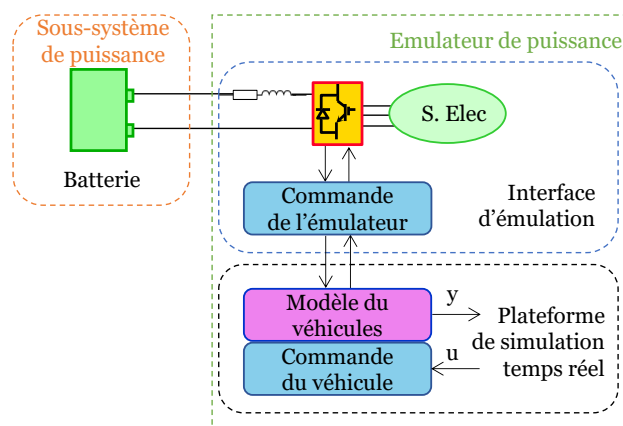 Sous-système
de puissance
Emulateur de puissance
S. Elec
Batterie
Commande
de l'émulateur
Interface
d'émulation
Modèle du
véhicules
y
Plateforme
de simulation
temps réel
Commande
du véhicule
u